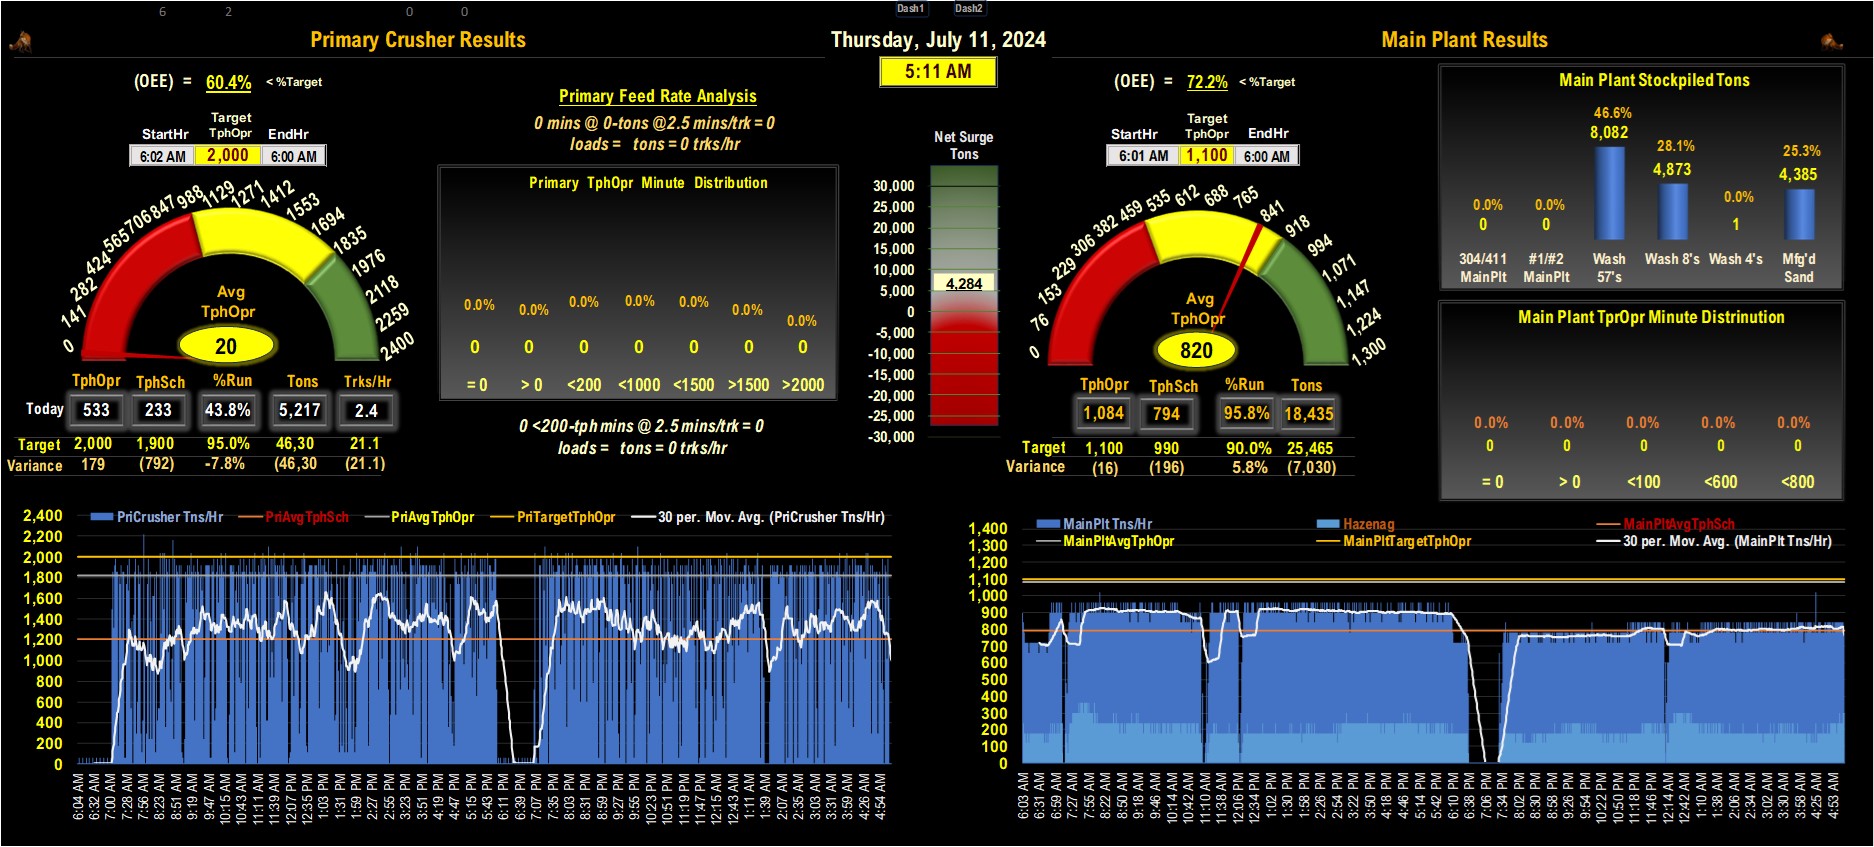 6 2 0 0 Dash1 Dash2
Primary Crusher Results
Thursday, July 11, 2024
Main Plant Results
5:11 AM
(OEE) = 60.4% < %Target
StartHr Target TphOpr EndHr
6:02 AM 2,000 6:00 AM
0 141 282 424 565 706 847 988 1129 1271 1412 1553 1694 1835 1976 2118 2259 2400
Avg
TphOpr
20
TphOpr TphSch %Run Tons Trks/Hr
Today 533 233 43.8% 5,217 2.4
Target 2,000 1,900 95.0% 46,30 21.1
Variance 179 (792) -7.8% (46,30 (21.1)
Primary Feed Rate Analysis
0 mins @ 0-tons @2.5 mins/trk = 0
loads = tons = 0 trks/hr
Primary TphOpr Minute Distribution
0.0% 0.0% 0.0% 0.0% 0.0% 0.0% 0.0%
0 0 0 0 0 0 0
= 0 > 0 <200 <1000 <1500 >1500 >2000
0 <200-tph mins @ 2.5 mins/trk = 0
loads = tons = 0 trks/hr
Net Surge
Tons
30,000
25,000
20,000
15,000
10,000
4,284
5,000
0
-5,000
-10,000
-15,000
-20,000
-25,000
-30,000
(OEE) = 72.2% < %Target
StartHr Target TphOpr EndHr
6:01 AM 1,100 6:00 AM
0 76 153 229 306 382 459 535 612 688 765 841 918 994 1,071 1,147 1,224 1,300
Avg
TphOpr
820
TphOpr TphSch %Run Tons
1,084 794 95.8% 18,435
Target 1,100 990 90.0% 25,465
Variance (16) (196) 5.8% (7,030)
Main Plant Stockpiled Tons
0.0% 0.0% 46.6% 28.1% 0.0% 25.3%
0 0 8,082 4,873 1 4,385
304/411 MainPlt #1/#2 MainPlt Wash 57's Wash 8's Wash 4's Mfg'd Sand
Main Plant TprOpr Minute Distrinution
0.0% 0.0% 0.0% 0.0% 0.0%
0 0 0 0 0
= 0 > 0 <100 <600 <800
PriCrusher Tns/Hr PriAvgTphSch PriAvgTphOpr PriTargetTphOpr 30 per. Mov. Avg. (PriCrusher Tns/Hr)
2,400
2,200
2,000
1,800
1,600
1,400
1,200
1,000
800
600
400
200
0
6:04 AM 6:32 AM 7:00 AM 7:28 AM 7:56 AM 8:23 AM 8:51 AM 9:19 AM 9:47 AM 10:15 AM 10:43 AM 11:11 AM 11:39 AM 12:07 PM 12:35 PM 1:03 PM 1:31 PM 1:59 PM 2:27 PM 2:55 PM 3:23 PM 3:51 PM 4:19 PM 4:47 PM 5:15 PM 5:43 PM 6:11 PM 6:39 PM 7:07 PM 7:35 PM 8:03 PM 8:31 PM 8:59 PM 9:27 PM 9:55 PM 10:23 PM 10:51 PM 11:19 PM 11:47 PM 12:15 AM 12:43 AM 1:11 AM 1:39 AM 2:07 AM 2:35 AM 3:03 AM 3:31 AM 3:59 AM 4:26 AM 4:54 AM
MainPlt Tns/Hr Hazenag MainPltAvgTphSch
MainPltAvgTphOpr MainPltTargetTphOpr 30 per. Mov. Avg. (MainPlt Tns/Hr)
1,400
1,300
1,200
1,100
1,000
900
800
700
600
500
400
300
200
100
0
6:03 AM 6:31 AM 6:59 AM 7:27 AM 7:55 AM 8:22 AM 8:50 AM 9:18 AM 9:46 AM 10:14 AM 10:42 AM 11:10 AM 11:38 AM 12:06 PM 12:34 PM 1:02 PM 1:30 PM 1:58 PM 2:26 PM 2:54 PM 3:22 PM 3:50 PM 4:18 PM 4:46 PM 5:14 PM 5:42 PM 6:10 PM 6:38 PM 7:06 PM 7:34 PM 8:02 PM 8:30 PM 8:58 PM 9:26 PM 9:54 PM 10:22 PM 10:50 PM 11:18 PM 11:46 PM 12:14 AM 12:42 AM 1:10 AM 1:38 AM 2:06 AM 2:34 AM 3:02 AM 3:30 AM 3:58 AM 4:25 AM 4:53 AM